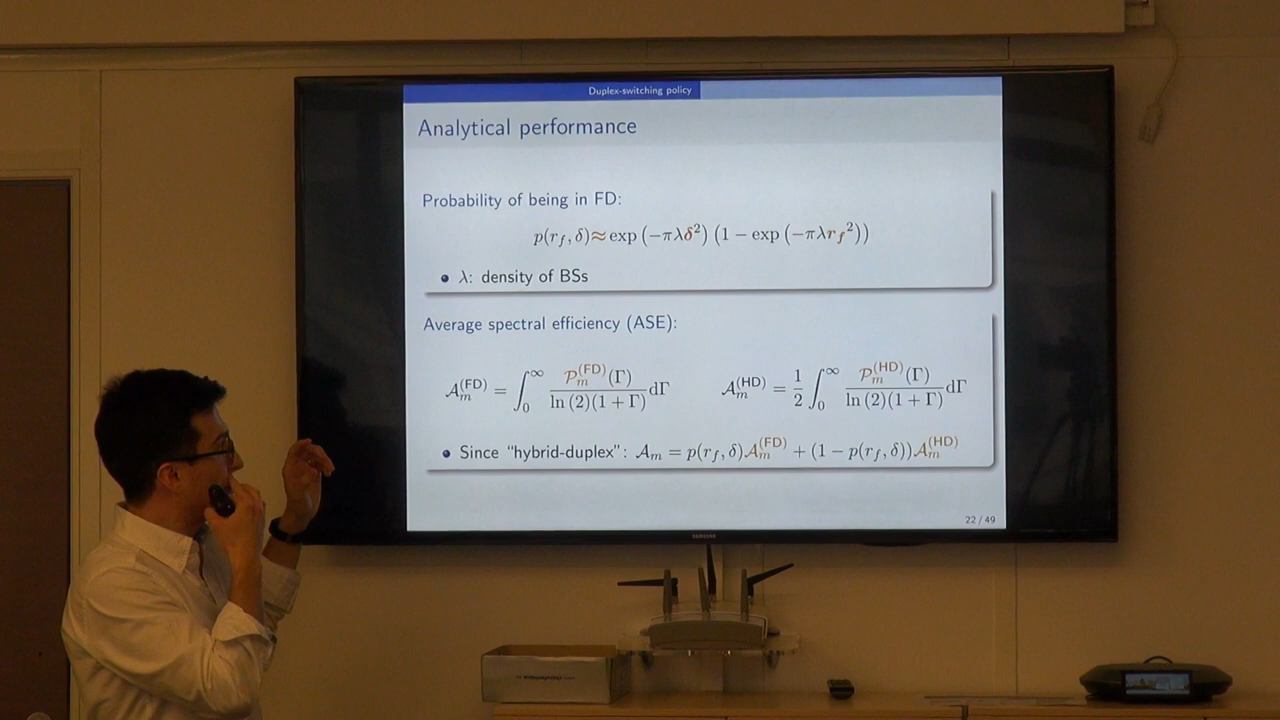 Duplex-switching policy
Analytical performance
Probability of being in FD:
p(r_f, δ)≈exp (−πλδ²) (1 − exp (−πλr_f²))
λ: density of BSs
Average spectral efficiency (ASE):
𝒜_m^(FD) = ∫_0^∞ 𝒫_m^(FD)(Γ) / ln (2)(1 + Γ) dΓ 𝒜_m^(HD) = 1/2 ∫_0^∞ 𝒫_m^(HD)(Γ) / ln (2)(1 + Γ) dΓ
Since “hybrid-duplex”: 𝒜_m = p(r_f, δ)𝒜_m^(FD) + (1 − p(r_f, δ))𝒜_m^(HD)
22 / 49
SAMSUNG